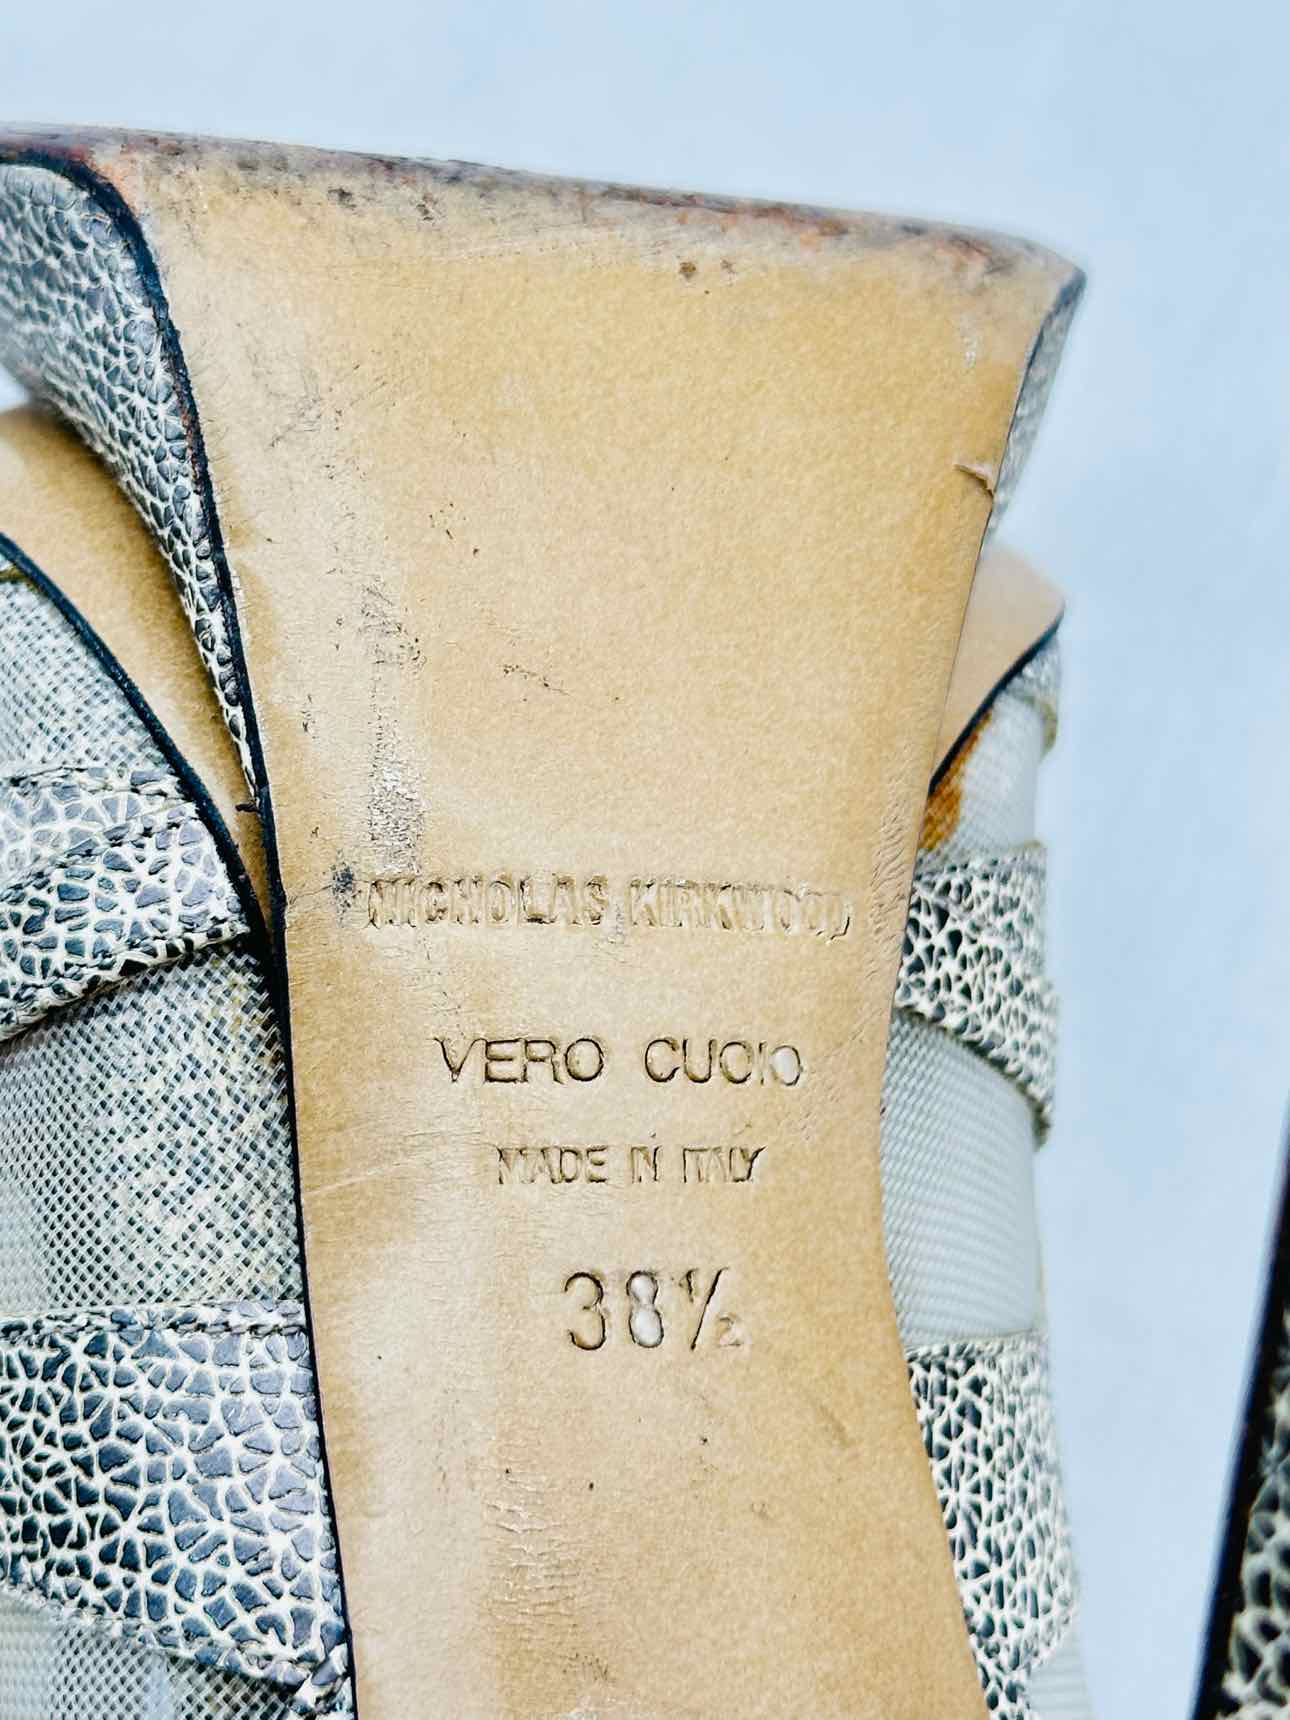 NICHOLAS KIRKWOOD
VERO CUOIO
MADE IN ITALY
38½